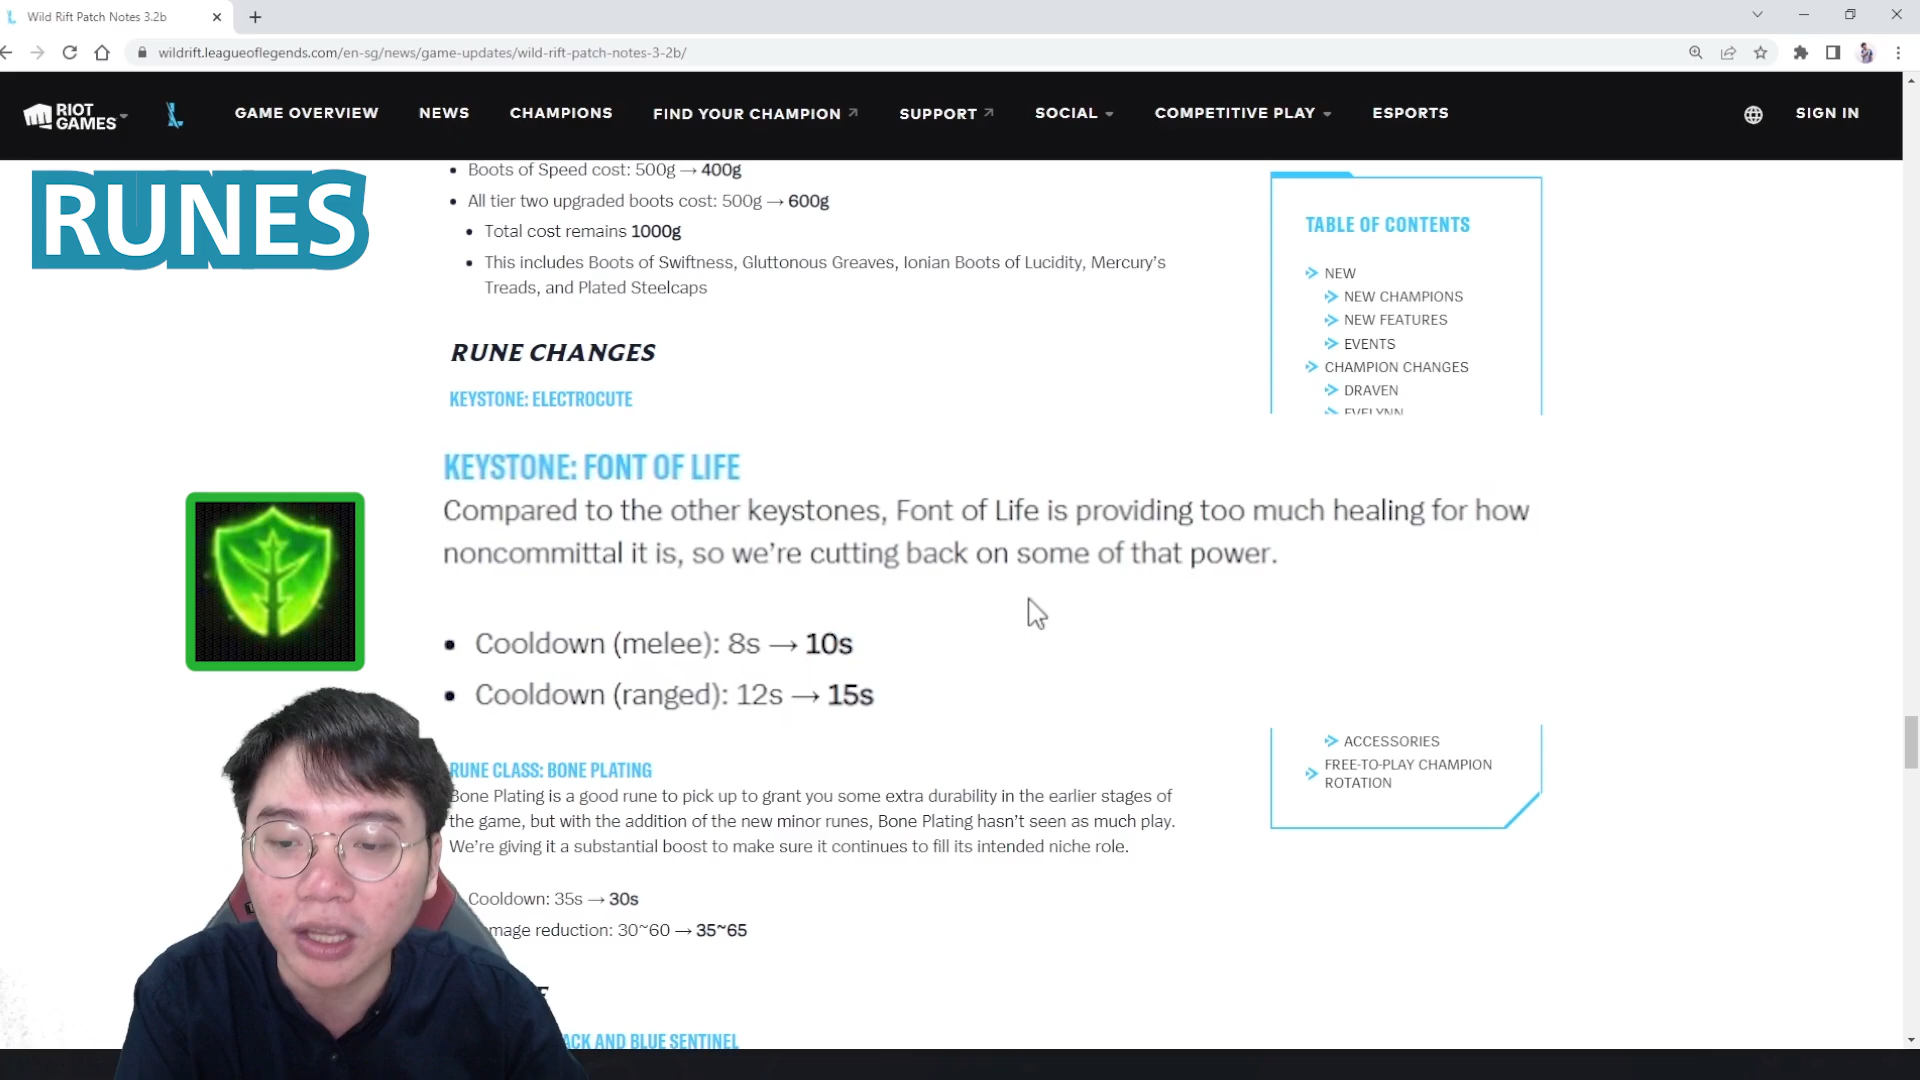 Wild Rift Patch Notes 3.2b
wildrift.leagueoflegends.com/en-sg/news/game-updates/wild-rift-patch-notes-3-2b/
RIOT GAMES
GAME OVERVIEW
NEWS
CHAMPIONS
FIND YOUR CHAMPION
SUPPORT
SOCIAL
COMPETITIVE PLAY
ESPORTS
SIGN IN
RUNES
• Boots of Speed cost: 500g → 400g
• All tier two upgraded boots cost: 500g → 600g
• Total cost remains 1000g
• This includes Boots of Swiftness, Gluttonous Greaves, Ionian Boots of Lucidity, Mercury's
Treads, and Plated Steelcaps
RUNE CHANGES
KEYSTONE: ELECTROCUTE
KEYSTONE: FONT OF LIFE
Compared to the other keystones, Font of Life is providing too much healing for how
noncommittal it is, so we're cutting back on some of that power.
• Cooldown (melee): 8s → 10s
• Cooldown (ranged): 12s → 15s
RUNE CLASS: BONE PLATING
Bone Plating is a good rune to pick up to grant you some extra durability in the earlier stages of
the game, but with the addition of the new minor runes, Bone Plating hasn't seen as much play.
We're giving it a substantial boost to make sure it continues to fill its intended niche role.
Cooldown: 35s → 30s
mage reduction: 30~60 → 35~65
ACK AND BLUE SENTINEL
TABLE OF CONTENTS
NEW
NEW CHAMPIONS
NEW FEATURES
EVENTS
CHAMPION CHANGES
DRAVEN
EVELYNN
ACCESSORIES
FREE-TO-PLAY CHAMPION
ROTATION